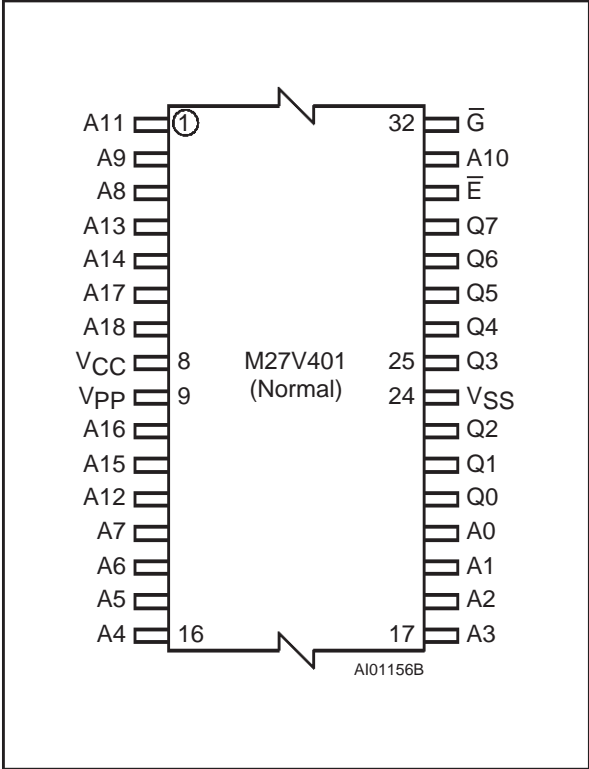 A11 1 32 G̅
A9 A10
A8 E̅
A13 Q7
A14 Q6
A17 Q5
A18 Q4
VCC 8 M27V401 25 Q3
VPP 9 (Normal) 24 VSS
A16 Q2
A15 Q1
A12 Q0
A7 A0
A6 A1
A5 A2
A4 16 17 A3
AI01156B